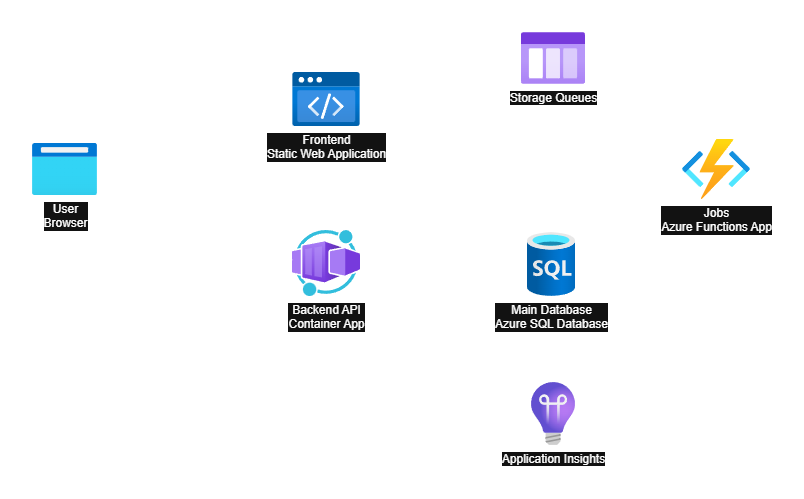 Storage Queues
Frontend
Static Web Application
User
Browser
Jobs
Azure Functions App
SQL
Backend API
Container App
Main Database
Azure SQL Database
Application Insights